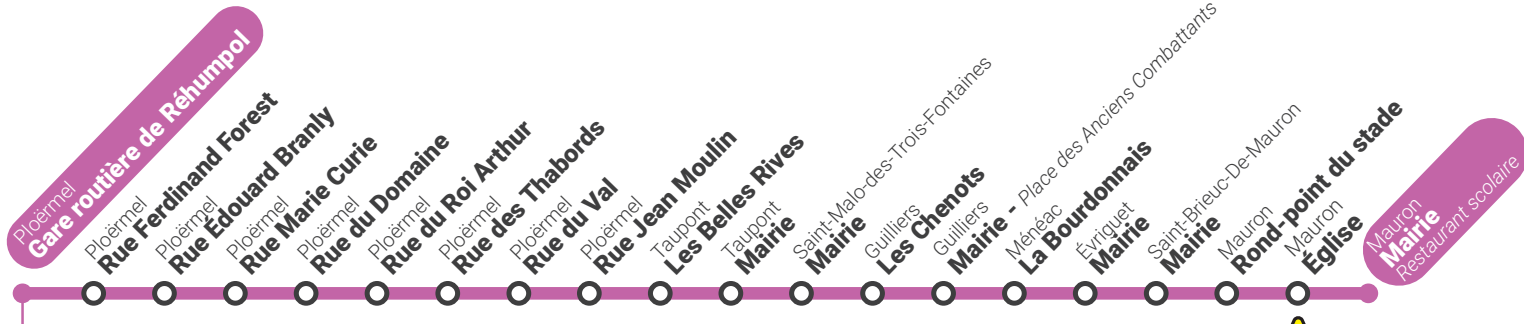 Ploërmel
Gare routière de Réhumpol
Ploërmel
Rue Ferdinand Forest
Ploërmel
Rue Édouard Branly
Ploërmel
Rue Marie Curie
Ploërmel
Rue du Domaine
Ploërmel
Rue du Roi Arthur
Ploërmel
Rue des Thabords
Ploërmel
Rue du Val
Ploërmel
Rue Jean Moulin
Taupont
Les Belles Rives
Taupont
Mairie
Saint-Malo-des-Trois-Fontaines
Mairie
Guilliers
Les Chenots
Guilliers
Mairie - Place des Anciens Combattants
Ménéac
La Bourdonnais
Évriguet
Mairie
Saint-Brieuc-De-Mauron
Mairie
Mauron
Rond-point du stade
Mauron
Église
Mauron
Mairie
Restaurant scolaire